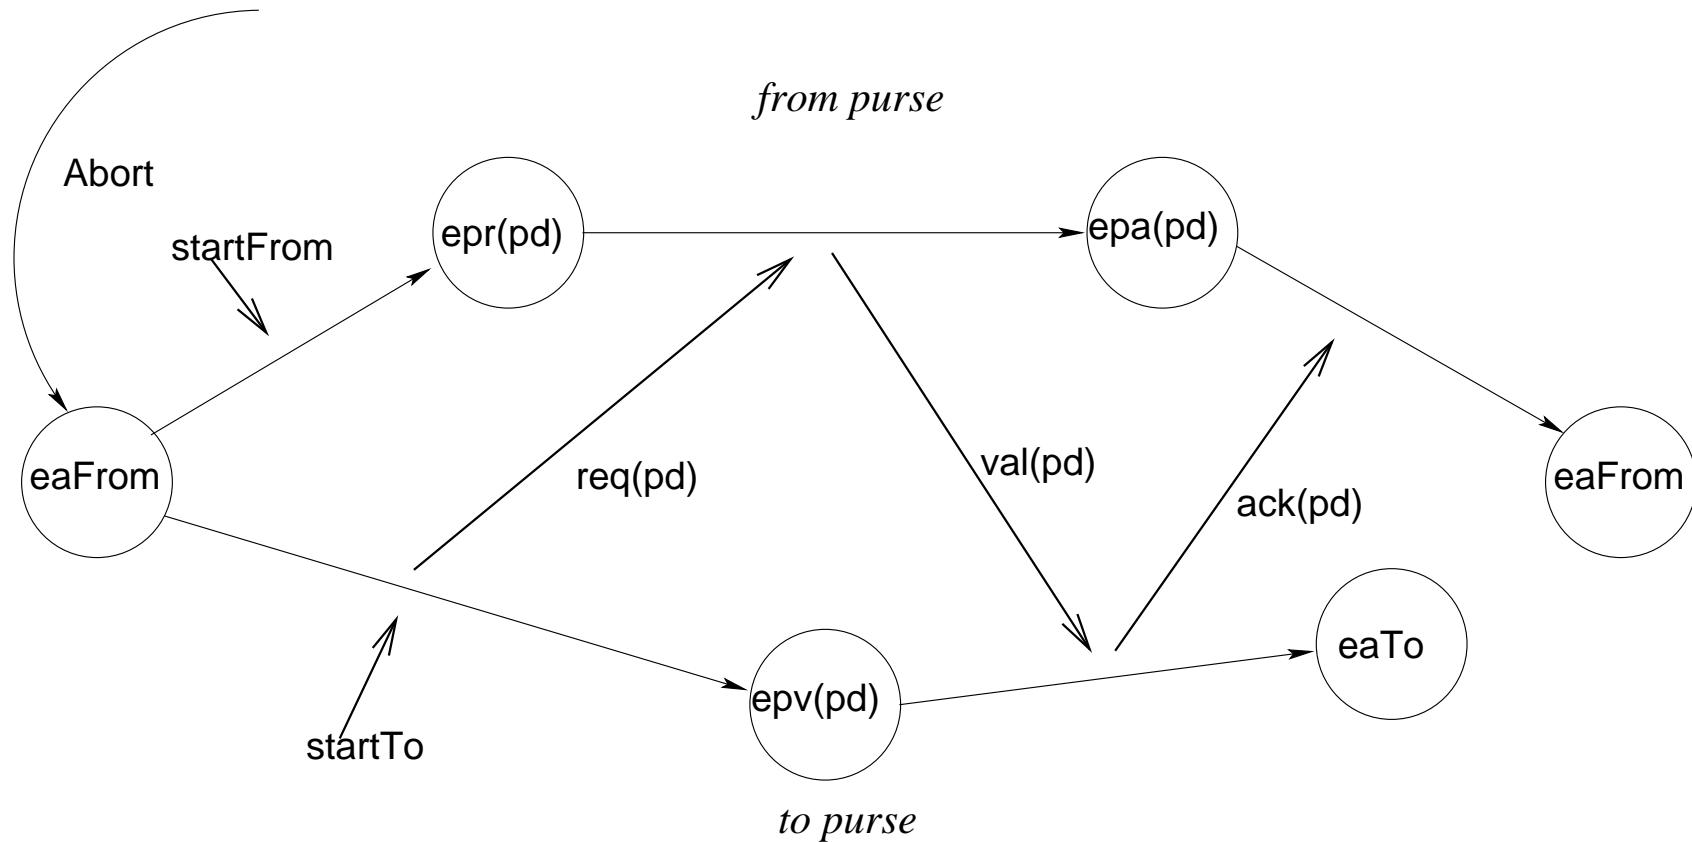 from purse
Abort
startFrom
epr(pd)
epa(pd)
eaFrom
req(pd)
val(pd)
ack(pd)
eaFrom
eaTo
epv(pd)
startTo
to purse